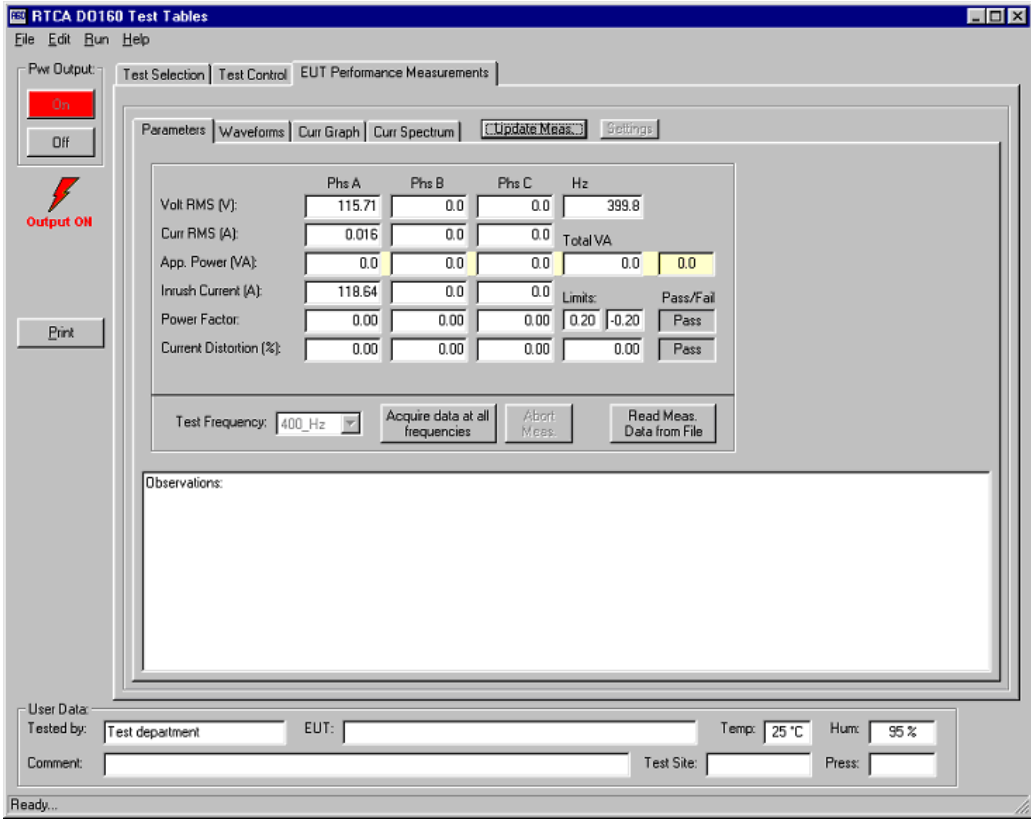 RTCA DO160 Test Tables
File Edit Run Help
Pwr Output:
On
Off
Output ON
Print
Test Selection Test Control EUT Performance Measurements
Parameters Waveforms Curr Graph Curr Spectrum Update Meas. Settings
Phs A Phs B Phs C Hz
Volt RMS (V): 115.71 0.0 0.0 399.8
Curr RMS (A): 0.016 0.0 0.0 Total VA
App. Power (VA): 0.0 0.0 0.0 0.0 0.0
Inrush Current (A): 118.64 0.0 0.0 Limits: Pass/Fail
Power Factor: 0.00 0.00 0.00 0.20 -0.20 Pass
Current Distortion (%): 0.00 0.00 0.00 0.00 Pass
Test Frequency: 400_Hz
Acquire data at all
frequencies
Abort
Meas.
Read Meas.
Data from File
Observations:
User Data:
Tested by: Test department EUT: Temp: 25 °C Hum: 95 %
Comment: Test Site: Press:
Ready...